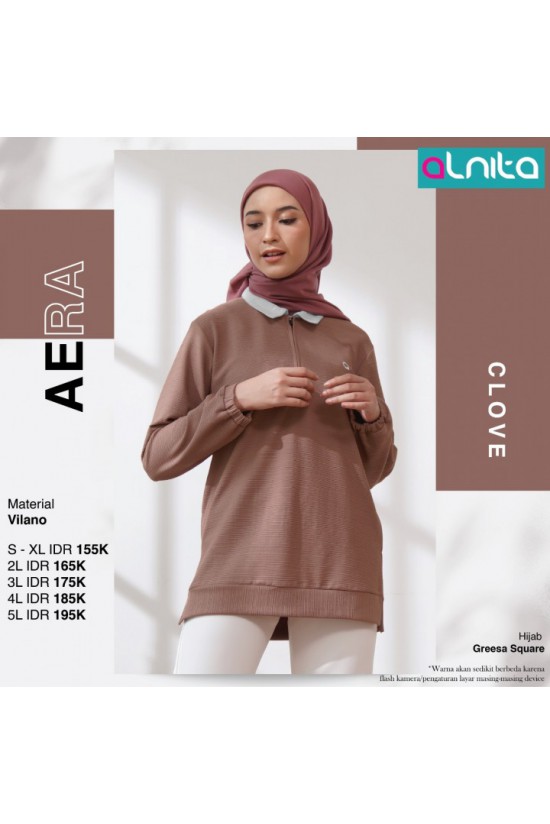 alnita
AERA
CLOVE
Material
Vilano
S - XL IDR 155K
2L IDR 165K
3L IDR 175K
4L IDR 185K
5L IDR 195K
Hijab
Greesa Square
*Warna akan sedikit berbeda karena
flash kamera/pengaturan layar masing-masing device